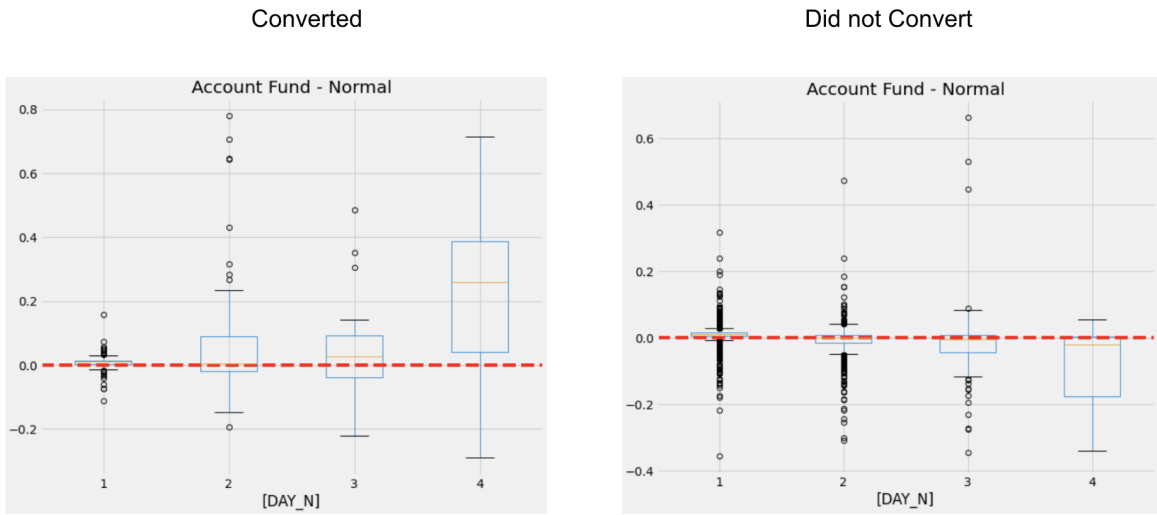 Converted
Did not Convert
Account Fund - Normal
0.8
0.6
0.4
0.2
0.0
−0.2
1 2 3 4
[DAY_N]
Account Fund - Normal
0.6
0.4
0.2
0.0
−0.2
−0.4
1 2 3 4
[DAY_N]